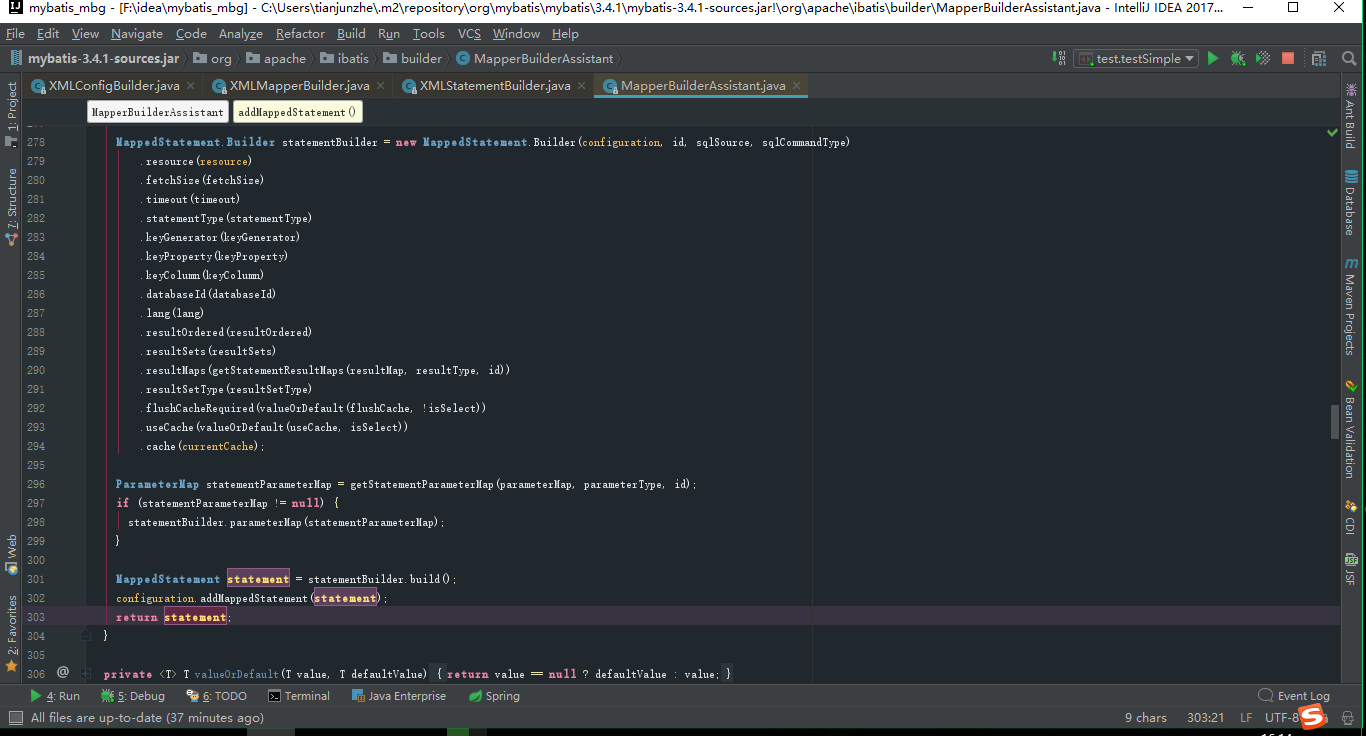 mybatis_mbg - [F:\idea\mybatis_mbg] - C:\Users\tianjunzhe\.m2\repository\org\mybatis\mybatis\3.4.1\mybatis-3.4.1-sources.jar!\org\apache\ibatis\builder\MapperBuilderAssistant.java - IntelliJ IDEA 2017...
File Edit View Navigate Code Analyze Refactor Build Run Tools VCS Window Help
mybatis-3.4.1-sources.jar org apache ibatis builder MapperBuilderAssistant test.testSimple
XMLConfigBuilder.java XMLMapperBuilder.java XMLStatementBuilder.java MapperBuilderAssistant.java
MapperBuilderAssistant addMappedStatement()
278 MappedStatement.Builder statementBuilder = new MappedStatement.Builder(configuration, id, sqlSource, sqlCommandType)
279 .resource(resource)
280 .fetchSize(fetchSize)
281 .timeout(timeout)
282 .statementType(statementType)
283 .keyGenerator(keyGenerator)
284 .keyProperty(keyProperty)
285 .keyColumn(keyColumn)
286 .databaseId(databaseId)
287 .lang(lang)
288 .resultOrdered(resultOrdered)
289 .resultSets(resultSets)
290 .resultMaps(getStatementResultMaps(resultMap, resultType, id))
291 .resultSetType(resultSetType)
292 .flushCacheRequired(valueOrDefault(flushCache, !isSelect))
293 .useCache(valueOrDefault(useCache, isSelect))
294 .cache(currentCache);
295
296 ParameterMap statementParameterMap = getStatementParameterMap(parameterMap, parameterType, id);
297 if (statementParameterMap != null) {
298 statementBuilder.parameterMap(statementParameterMap);
299 }
300
301 MappedStatement statement = statementBuilder.build();
302 configuration.addMappedStatement(statement);
303 return statement;
304 }
305
306 @ private <T> T valueOrDefault(T value, T defaultValue) { return value == null ? defaultValue : value; }
1: Project
7: Structure
Web
2: Favorites
Ant Build
Database
Maven Projects
Bean Validation
CDI
JSF
4: Run 5: Debug 6: TODO Terminal Java Enterprise Spring Event Log
All files are up-to-date (37 minutes ago) 9 chars 303:21 LF UTF-8